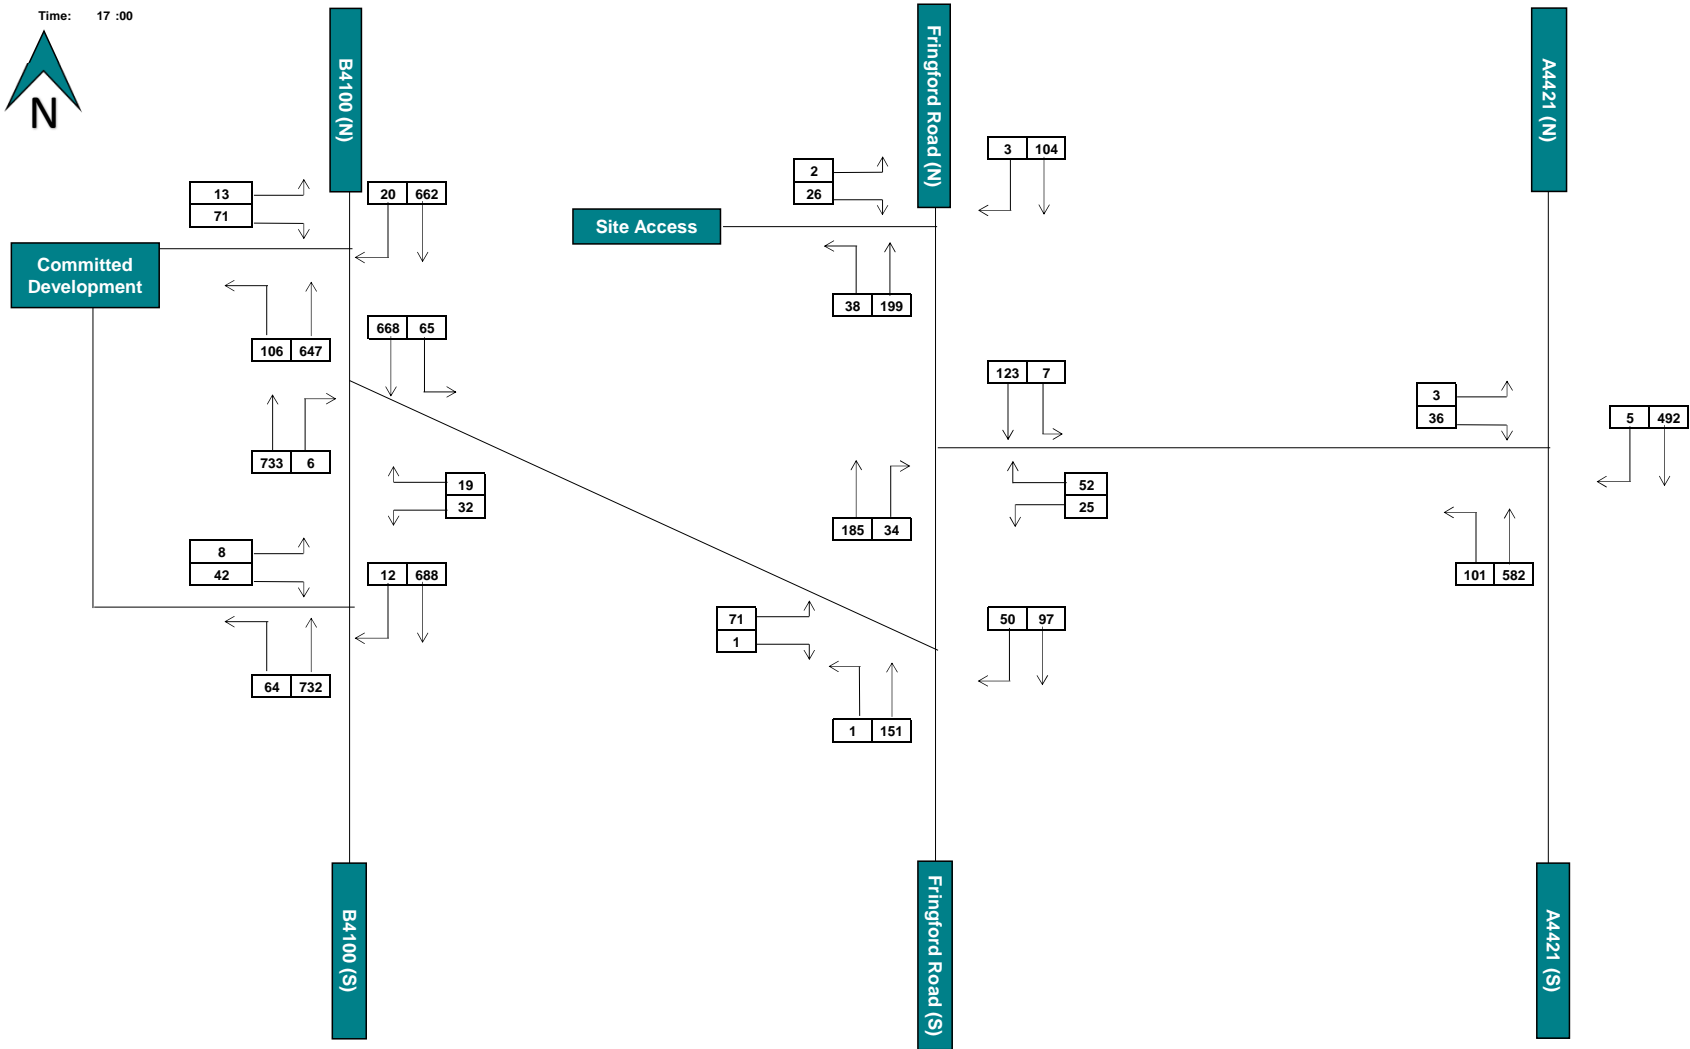 Time: 17 :00
N
B4100 (N)
Fringford Road (N)
A4421 (N)
3 104
2
26
13
71
20 662
Site Access
Committed
Development
38 199
668 65
106 647
123 7
3
36
5 492
733 6
19
32
52
25
185 34
8
42
12 688
101 582
71
1
50 97
64 732
1 151
B4100 (S)
Fringford Road (S)
A4421 (S)